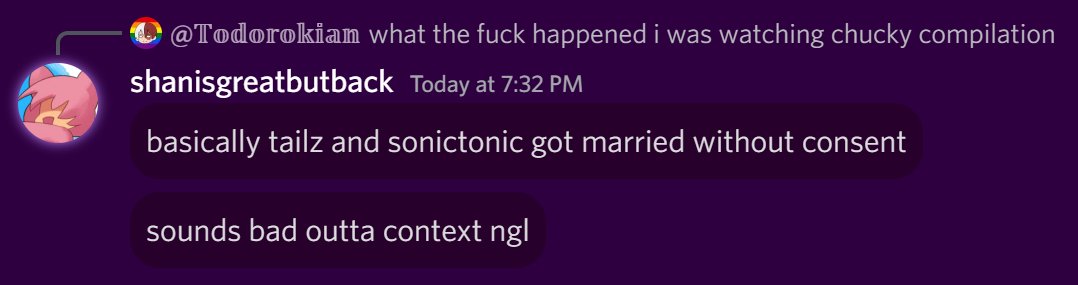 @𝕋𝕠𝕕𝕠𝕣𝕠𝕜𝕚𝕒𝕟 what the fuck happened i was watching chucky compilation
shanisgreatbutback Today at 7:32 PM
basically tailz and sonictonic got married without consent
sounds bad outta context ngl